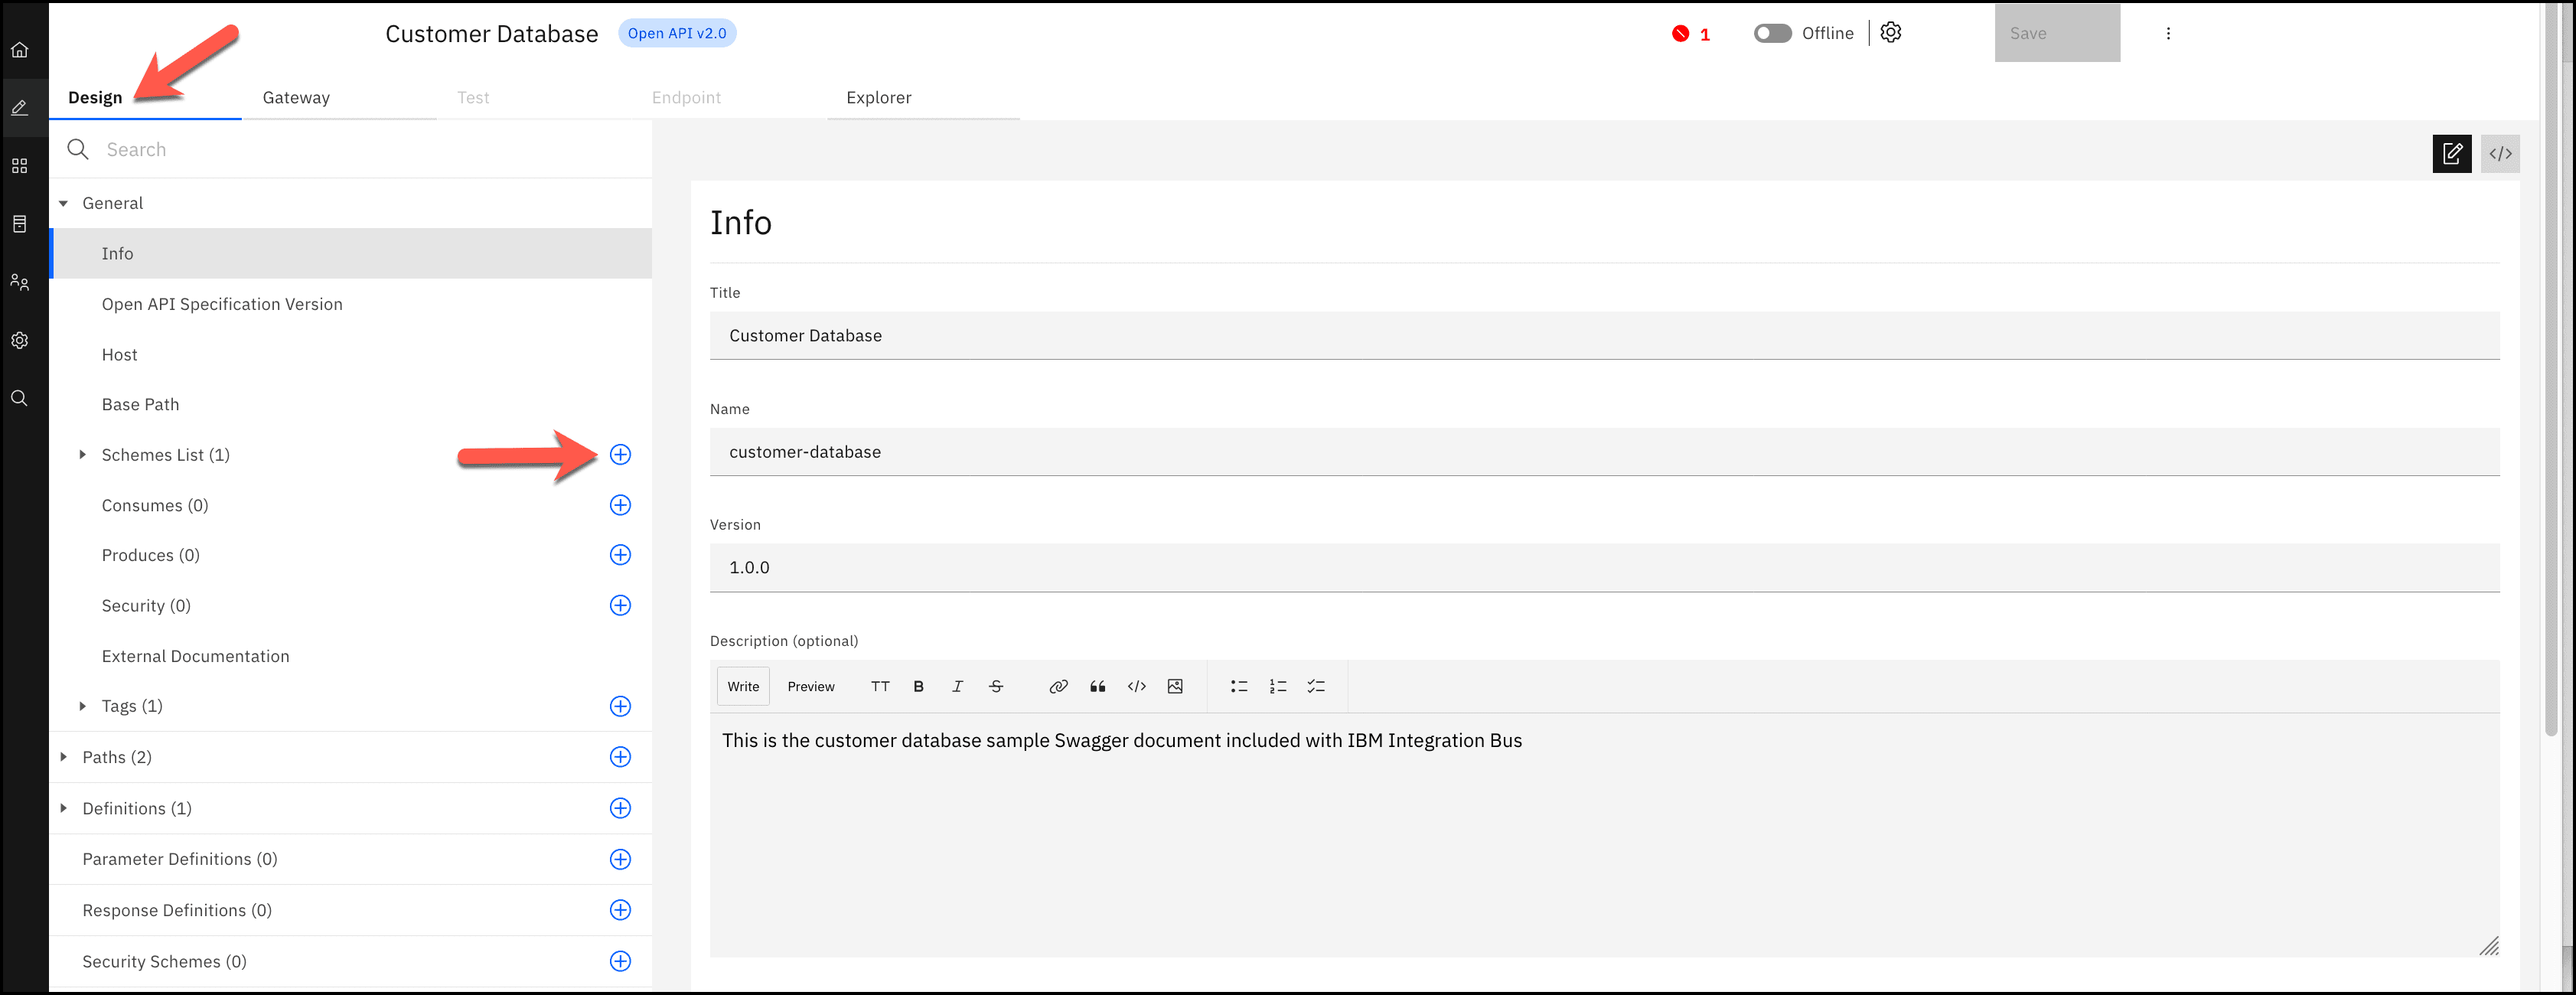 Customer Database
Open API v2.0
1
Offline
Save
Design
Gateway
Test
Endpoint
Explorer
Search
General
Info
Open API Specification Version
Host
Base Path
Schemes List (1)
Consumes (0)
Produces (0)
Security (0)
External Documentation
Tags (1)
Paths (2)
Definitions (1)
Parameter Definitions (0)
Response Definitions (0)
Security Schemes (0)
Info
Title
Customer Database
Name
customer-database
Version
1.0.0
Description (optional)
Write
Preview
This is the customer database sample Swagger document included with IBM Integration Bus